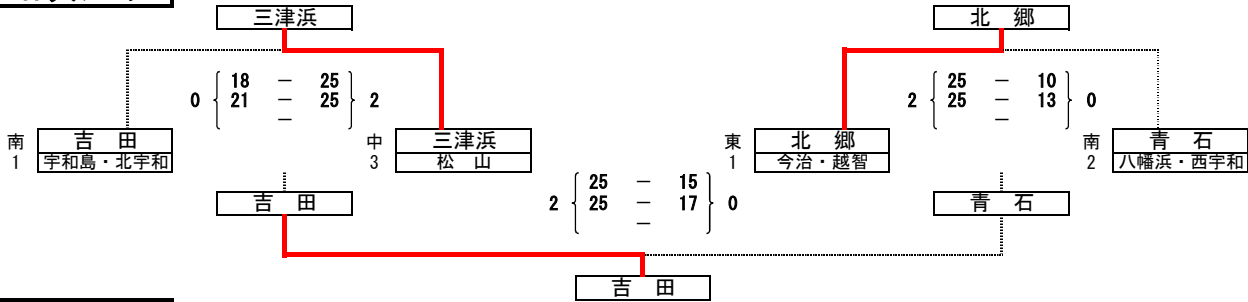 三津浜 北 郷
18 － 25 25 － 10
0 21 － 25 2 2 25 － 13 0
－ －
南 吉 田 中 三津浜 東 北 郷 南 青 石
1 宇和島・北宇和 3 松 山 1 今治・越智 2 八幡浜・西宇和
25 － 15
吉 田 2 25 － 17 0 青 石
－
吉 田